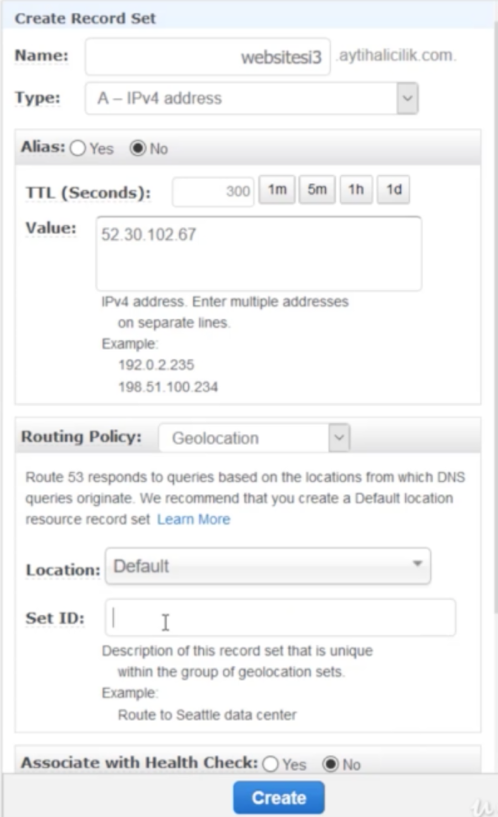 Create Record Set
Name: websitesi3 .aytihalicilik.com.
Type: A – IPv4 address
Alias: Yes No
TTL (Seconds): 300 1m 5m 1h 1d
Value: 52.30.102.67
IPv4 address. Enter multiple addresses
on separate lines.
Example:
192.0.2.235
198.51.100.234
Routing Policy: Geolocation
Route 53 responds to queries based on the locations from which DNS
queries originate. We recommend that you create a Default location
resource record set Learn More
Location: Default
Set ID:
Description of this record set that is unique
within the group of geolocation sets.
Example:
Route to Seattle data center
Associate with Health Check: Yes No
Create